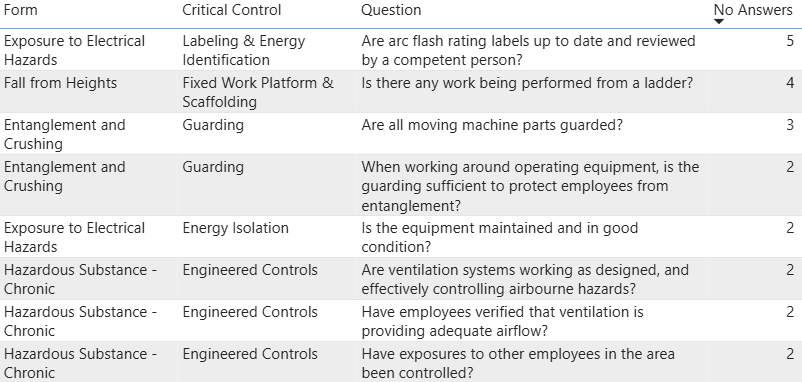 Form Critical Control Question No Answers
Exposure to Electrical Labeling & Energy Are arc flash rating labels up to date and reviewed 5
Hazards Identification by a competent person?
Fall from Heights Fixed Work Platform & Is there any work being performed from a ladder? 4
Scaffolding
Entanglement and Guarding Are all moving machine parts guarded? 3
Crushing
Entanglement and Guarding When working around operating equipment, is the 2
Crushing guarding sufficient to protect employees from
entanglement?
Exposure to Electrical Energy Isolation Is the equipment maintained and in good 2
Hazards condition?
Hazardous Substance - Engineered Controls Are ventilation systems working as designed, and 2
Chronic effectively controlling airbourne hazards?
Hazardous Substance - Engineered Controls Have employees verified that ventilation is 2
Chronic providing adequate airflow?
Hazardous Substance - Engineered Controls Have exposures to other employees in the area 2
Chronic been controlled?